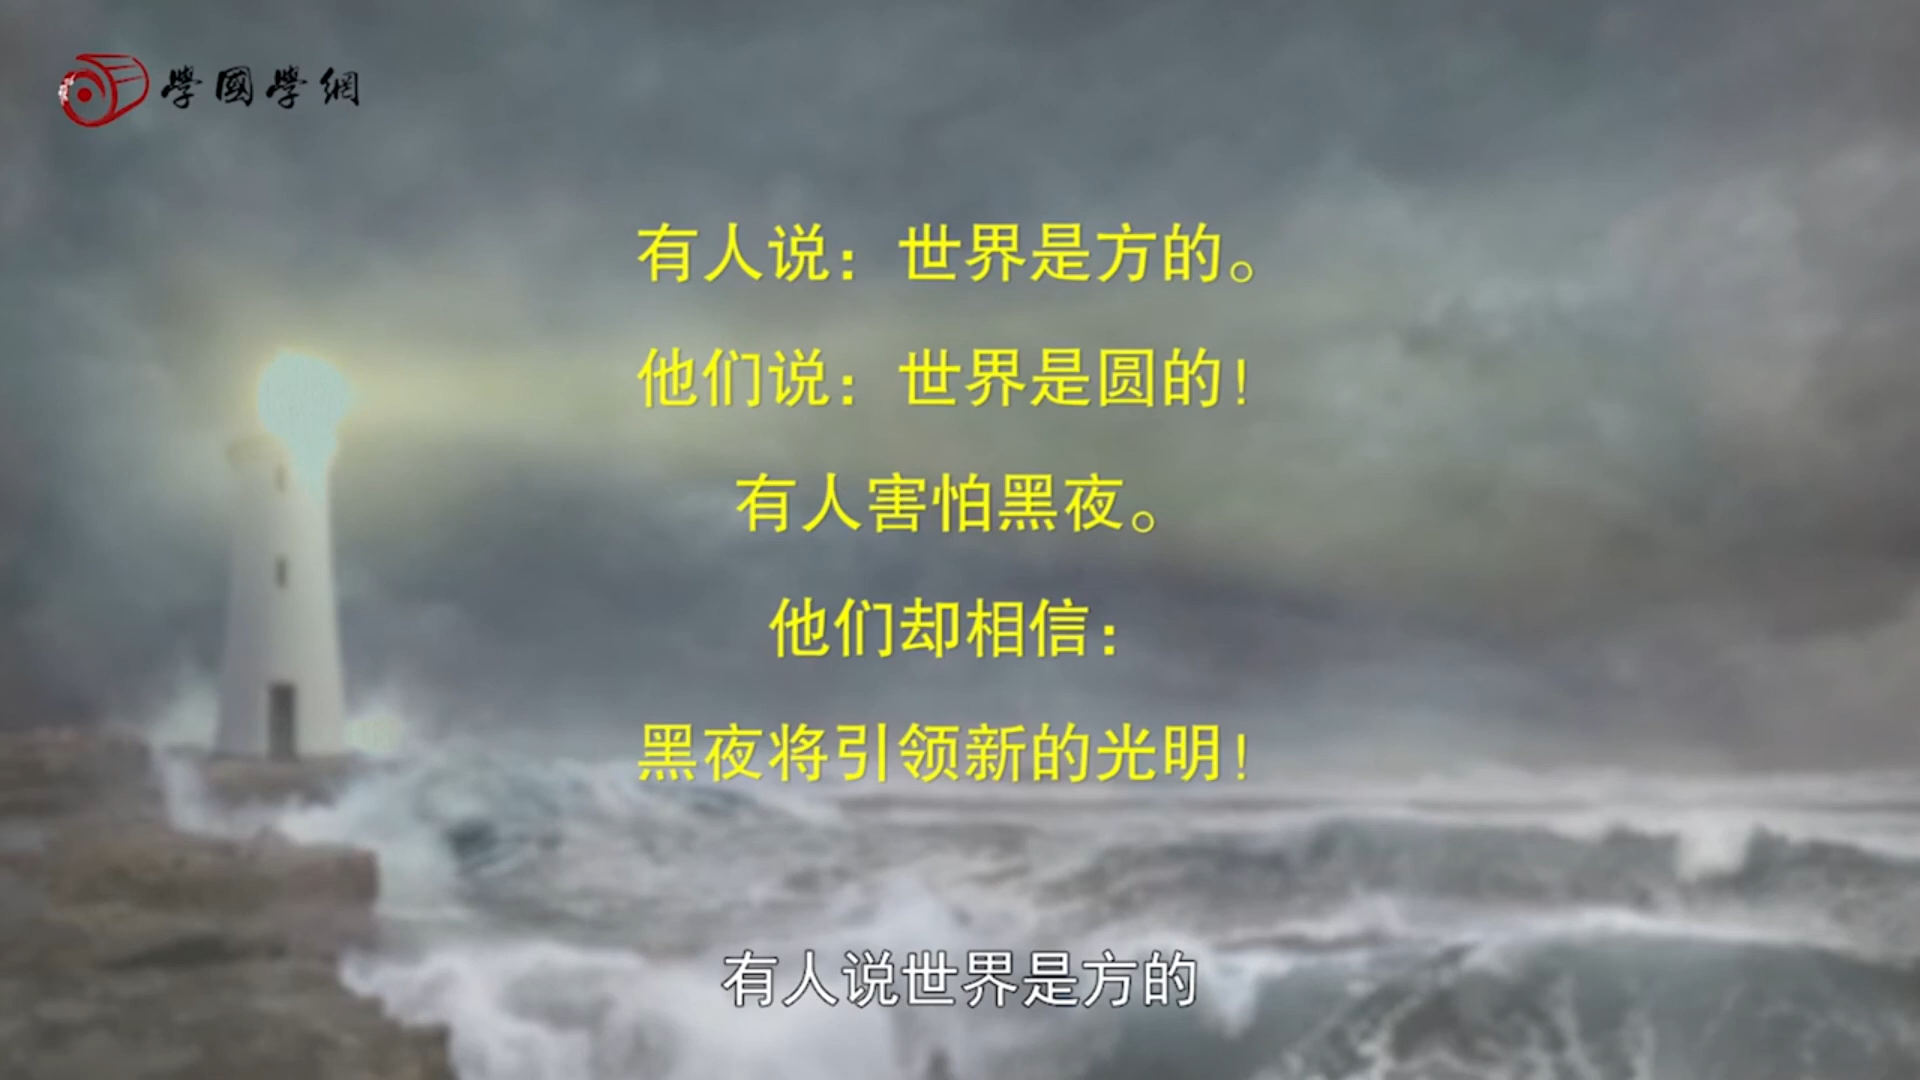 學國學網
有人说：世界是方的。
他们说：世界是圆的！
有人害怕黑夜。
他们却相信：
黑夜将引领新的光明！
有人说世界是方的